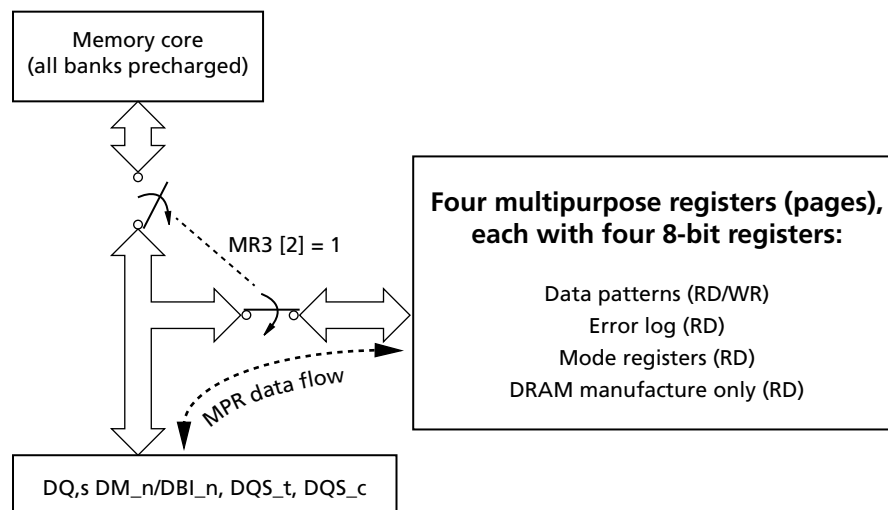 Memory core
(all banks precharged)
MR3 [2] = 1
Four multipurpose registers (pages),
each with four 8-bit registers:
Data patterns (RD/WR)
Error log (RD)
Mode registers (RD)
DRAM manufacture only (RD)
MPR data flow
DQ,s DM_n/DBI_n, DQS_t, DQS_c